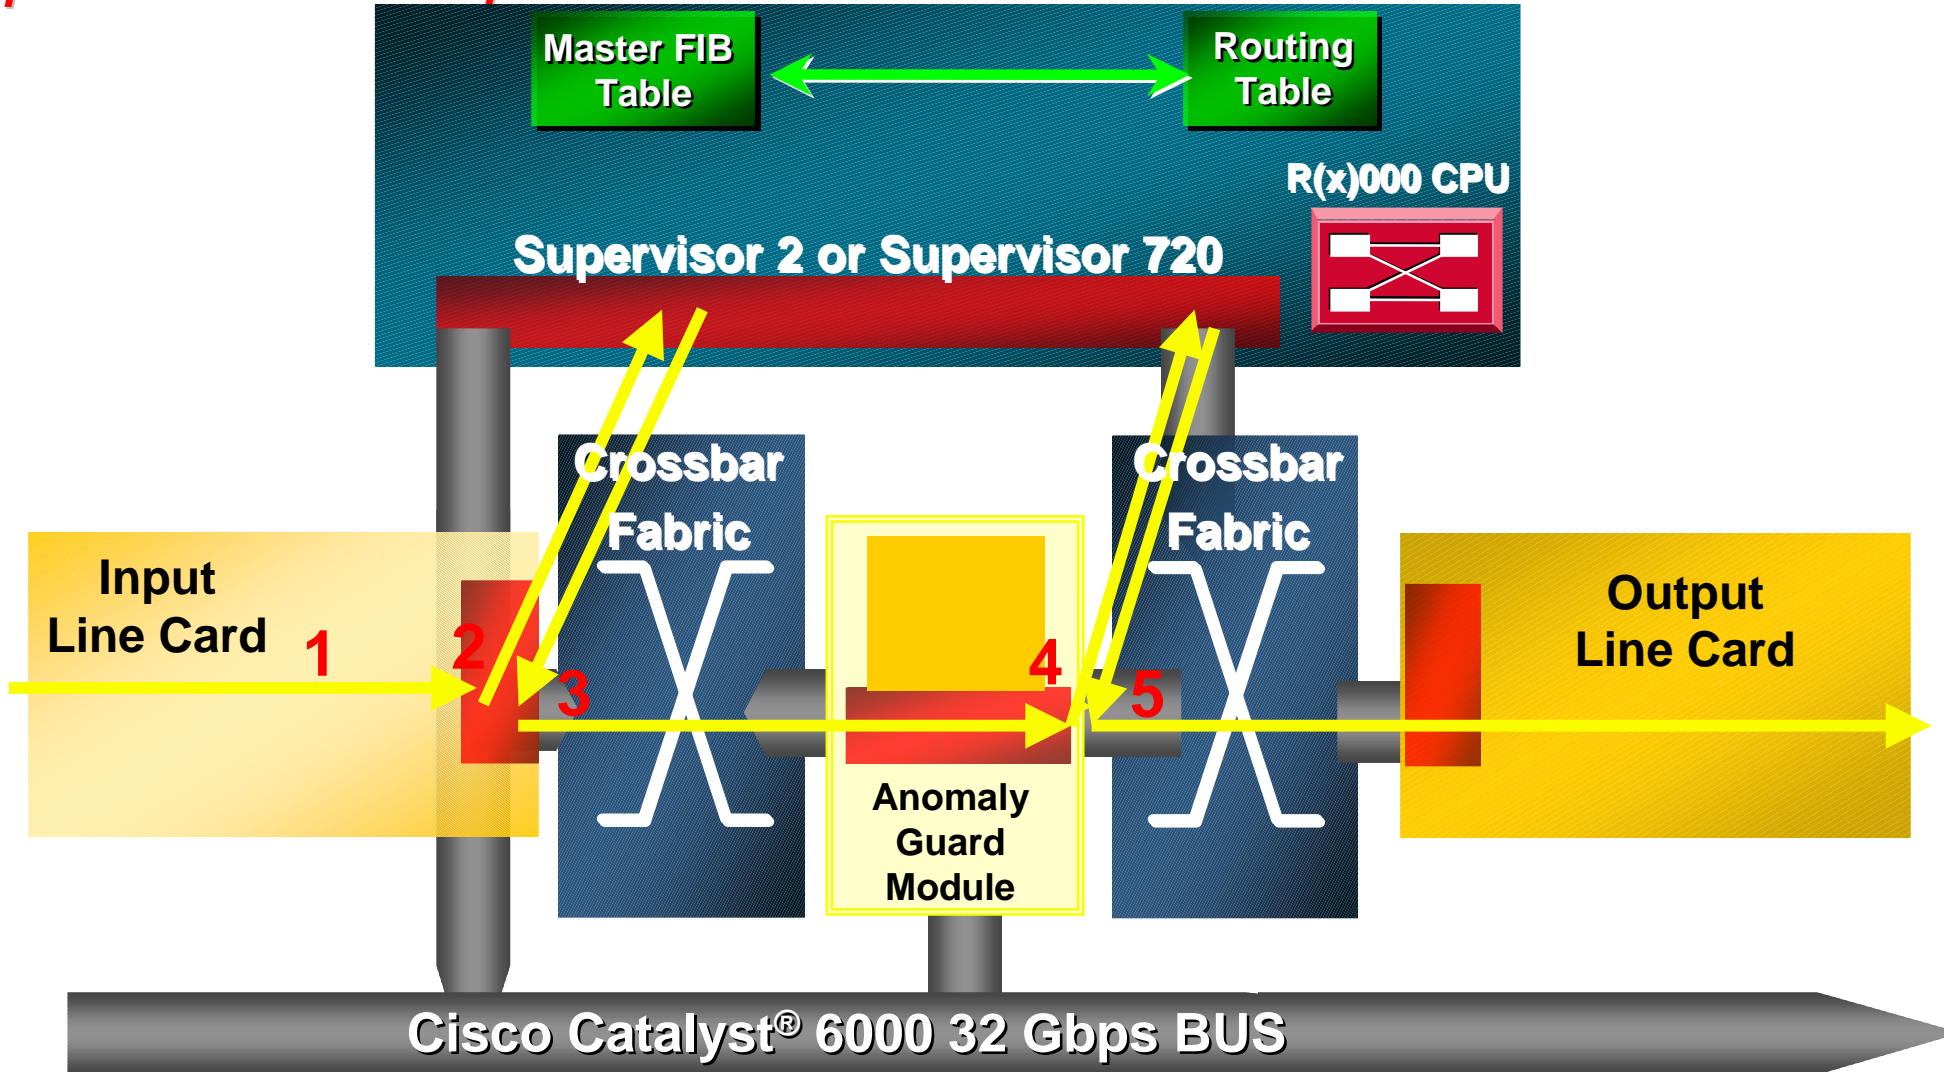 Master FIB
Table
Routing
Table
R(x)000 CPU
Supervisor 2 or Supervisor 720
Crossbar
Fabric
Crossbar
Fabric
Input
Line Card
1
2
3
4
5
Output
Line Card
Anomaly
Guard
Module
Cisco Catalyst® 6000 32 Gbps BUS